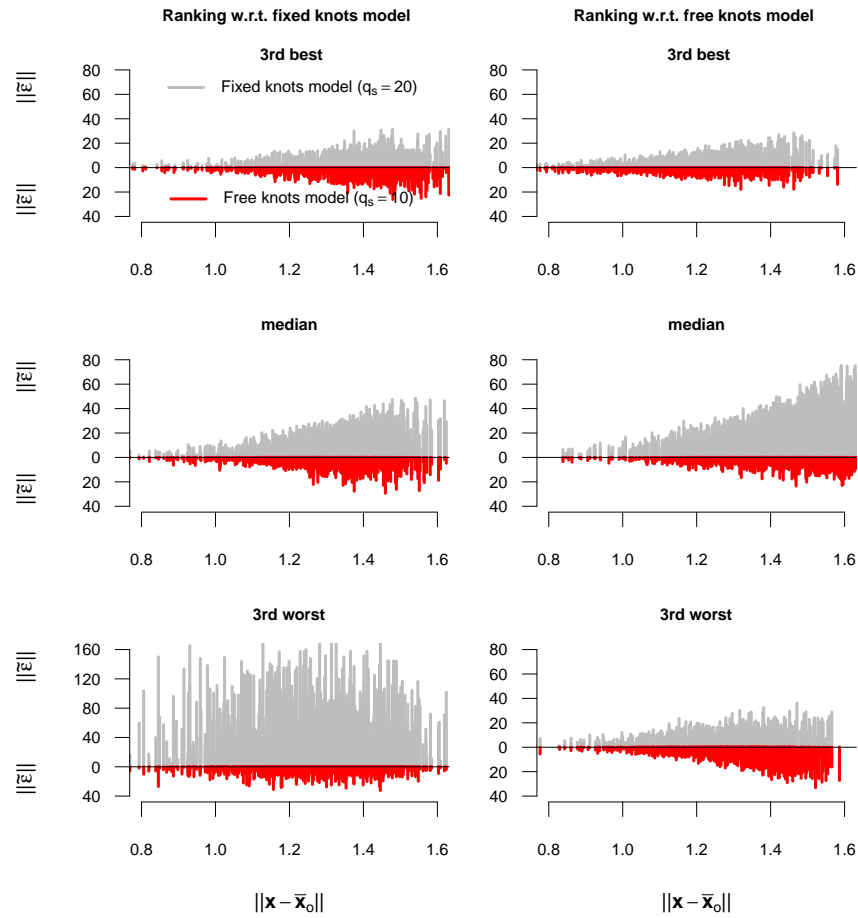 Ranking w.r.t. fixed knots model
Ranking w.r.t. free knots model
3rd best
80
60
40
20
0
20
40
||ε̃||
||ε̃||
Fixed knots model (qₛ = 20)
Free knots model (qₛ = 10)
0.8 1.0 1.2 1.4 1.6
3rd best
80
60
40
20
0
20
40
0.8 1.0 1.2 1.4 1.6
median
80
60
40
20
0
20
40
||ε̃||
||ε̃||
0.8 1.0 1.2 1.4 1.6
median
80
60
40
20
0
20
40
0.8 1.0 1.2 1.4 1.6
3rd worst
160
120
80
40
0
40
||ε̃||
||ε̃||
0.8 1.0 1.2 1.4 1.6
||x − x̄ₒ||
3rd worst
80
60
40
20
0
20
40
0.8 1.0 1.2 1.4 1.6
||x − x̄ₒ||